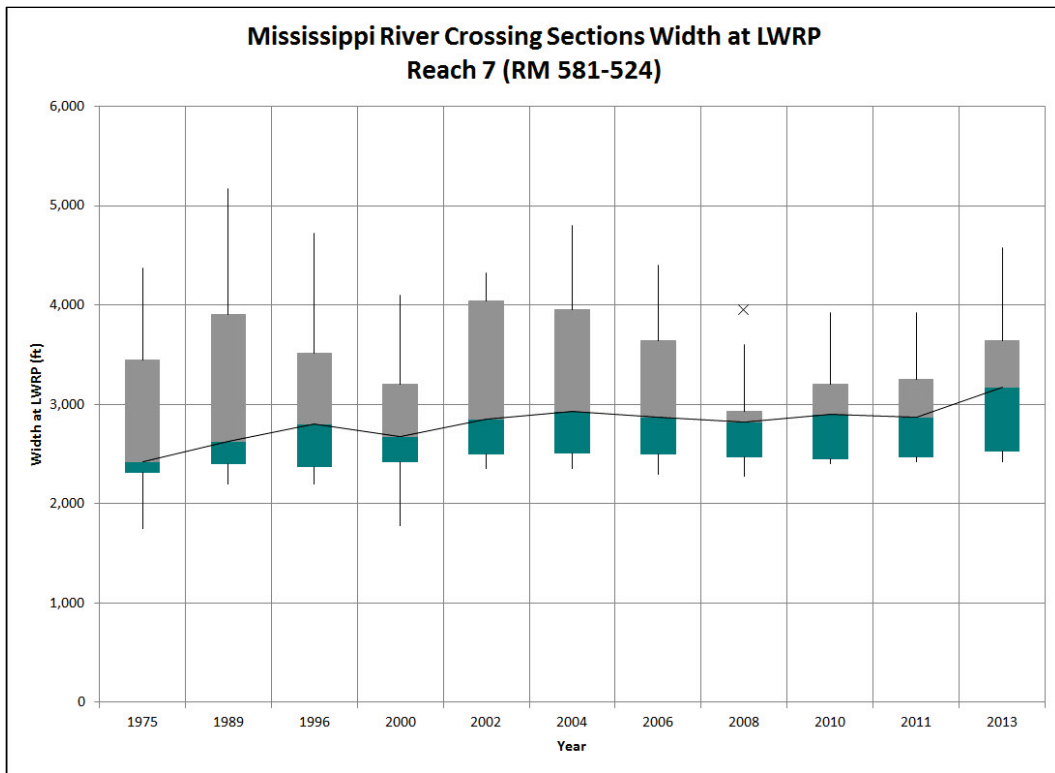 Mississippi River Crossing Sections Width at LWRP
Reach 7 (RM 581-524)
6,000
5,000
4,000
3,000
2,000
1,000
0
Width at LWRP (ft)
1975 1989 1996 2000 2002 2004 2006 2008 2010 2011 2013
Year